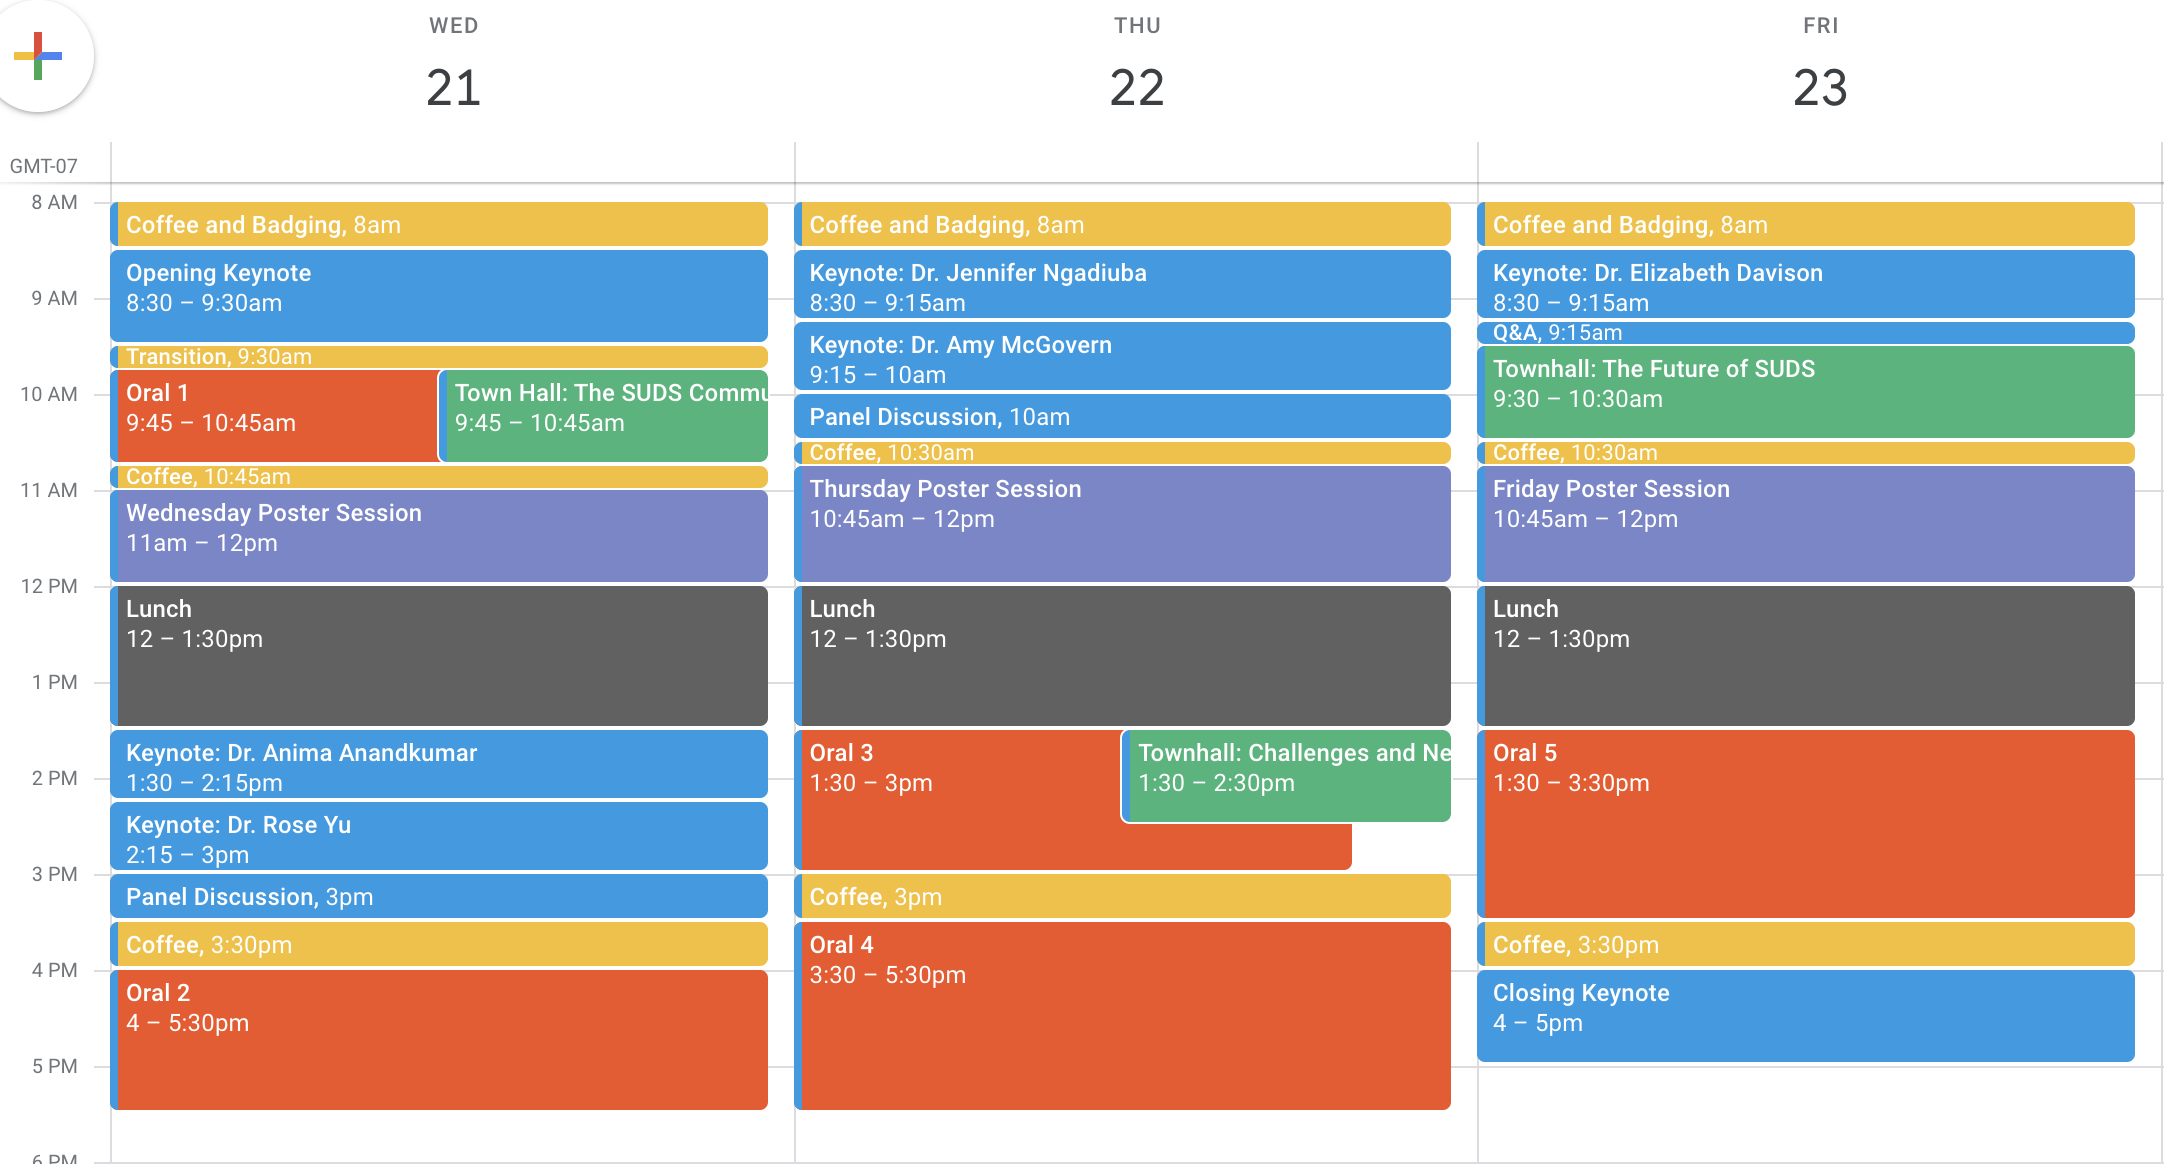 WED
21
THU
22
FRI
23
GMT-07
8 AM
9 AM
10 AM
11 AM
12 PM
1 PM
2 PM
3 PM
4 PM
5 PM
6 PM
Coffee and Badging, 8am
Opening Keynote
8:30 – 9:30am
Transition, 9:30am
Oral 1
9:45 – 10:45am
Town Hall: The SUDS Commu
9:45 – 10:45am
Coffee, 10:45am
Wednesday Poster Session
11am – 12pm
Lunch
12 – 1:30pm
Keynote: Dr. Anima Anandkumar
1:30 – 2:15pm
Keynote: Dr. Rose Yu
2:15 – 3pm
Panel Discussion, 3pm
Coffee, 3:30pm
Oral 2
4 – 5:30pm
Coffee and Badging, 8am
Keynote: Dr. Jennifer Ngadiuba
8:30 – 9:15am
Keynote: Dr. Amy McGovern
9:15 – 10am
Panel Discussion, 10am
Coffee, 10:30am
Thursday Poster Session
10:45am – 12pm
Lunch
12 – 1:30pm
Oral 3
1:30 – 3pm
Townhall: Challenges and Ne
1:30 – 2:30pm
Coffee, 3pm
Oral 4
3:30 – 5:30pm
Coffee and Badging, 8am
Keynote: Dr. Elizabeth Davison
8:30 – 9:15am
Q&A, 9:15am
Townhall: The Future of SUDS
9:30 – 10:30am
Coffee, 10:30am
Friday Poster Session
10:45am – 12pm
Lunch
12 – 1:30pm
Oral 5
1:30 – 3:30pm
Coffee, 3:30pm
Closing Keynote
4 – 5pm